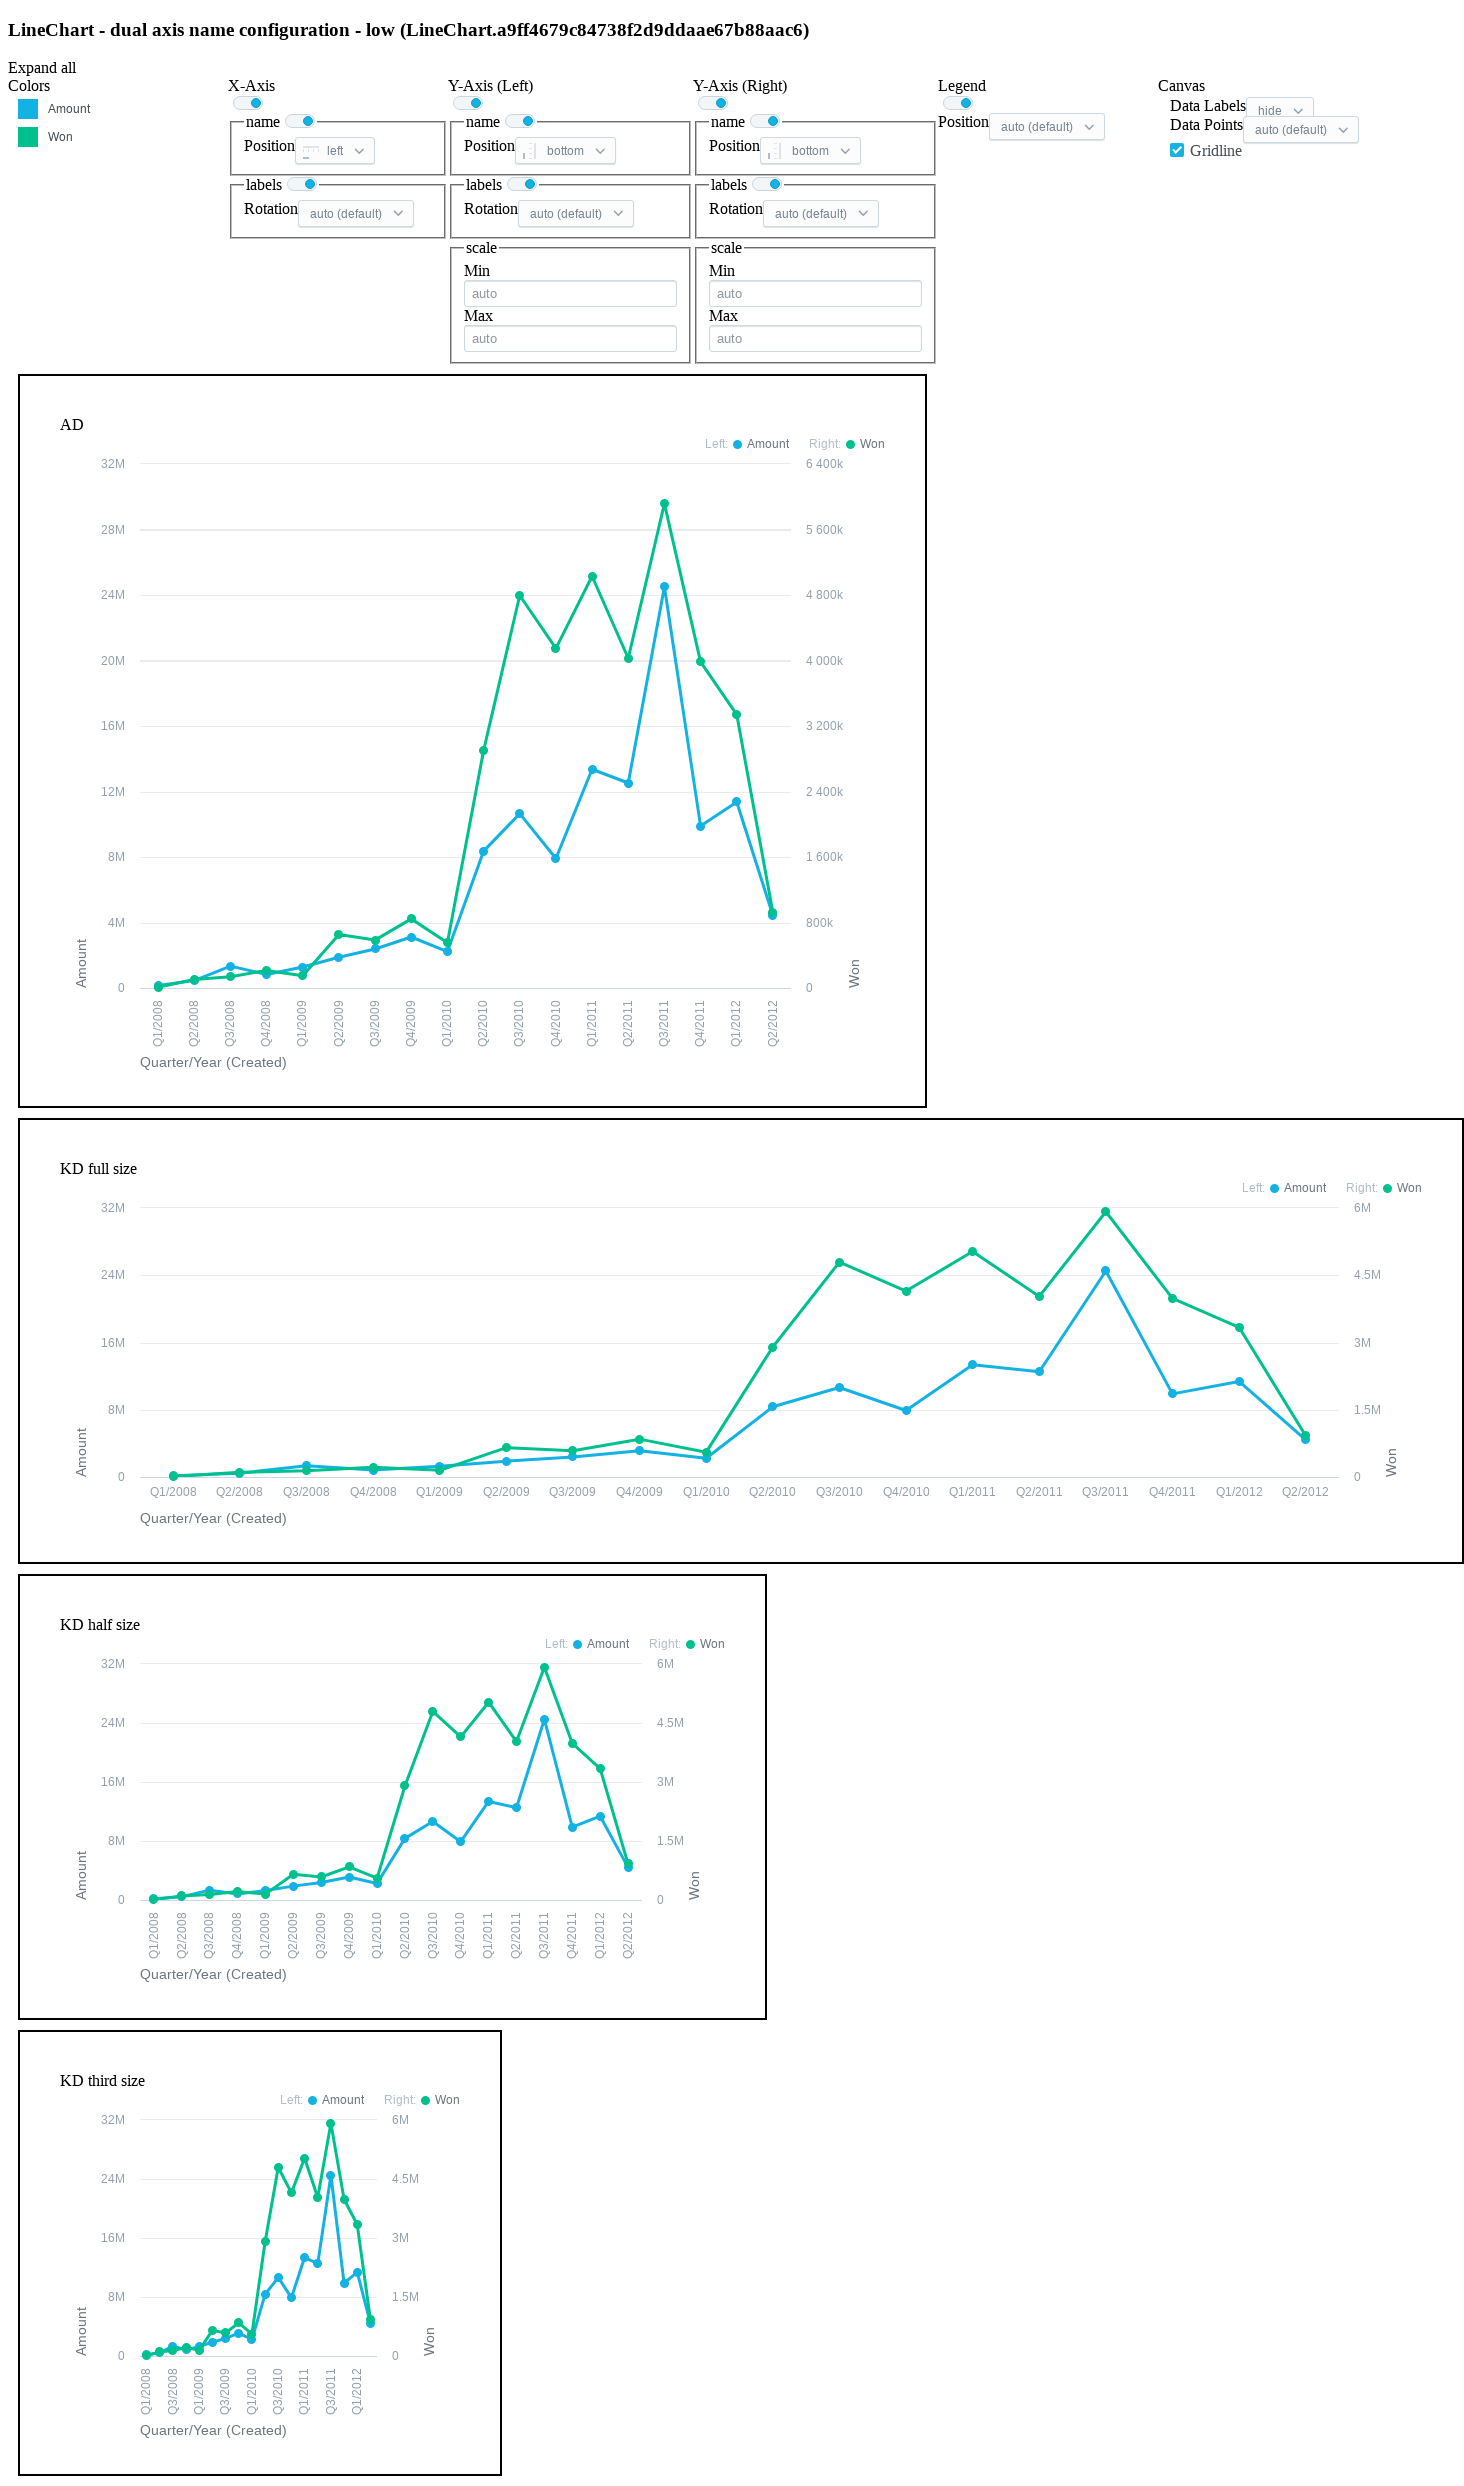 LineChart - dual axis name configuration - low (LineChart.a9ff4679c84738f2d9ddaae67b88aac6)
Expand all
Colors
Amount
Won
X-Axis
name
Position left
labels
Rotation auto (default)
Y-Axis (Left)
name
Position bottom
labels
Rotation auto (default)
scale
Min
auto
Max
auto
Y-Axis (Right)
name
Position bottom
labels
Rotation auto (default)
scale
Min
auto
Max
auto
Legend
Position auto (default)
Canvas
Data Labels hide
Data Points auto (default)
Gridline
AD
Left: Amount Right: Won
32M 6 400k
28M 5 600k
24M 4 800k
20M 4 000k
16M 3 200k
12M 2 400k
8M 1 600k
4M 800k
0 0
Amount
Won
Q1/2008 Q2/2008 Q3/2008 Q4/2008 Q1/2009 Q2/2009 Q3/2009 Q4/2009 Q1/2010 Q2/2010 Q3/2010 Q4/2010 Q1/2011 Q2/2011 Q3/2011 Q4/2011 Q1/2012 Q2/2012
Quarter/Year (Created)
KD full size
Left: Amount Right: Won
32M 6M
24M 4.5M
16M 3M
8M 1.5M
0 0
Amount
Won
Q1/2008 Q2/2008 Q3/2008 Q4/2008 Q1/2009 Q2/2009 Q3/2009 Q4/2009 Q1/2010 Q2/2010 Q3/2010 Q4/2010 Q1/2011 Q2/2011 Q3/2011 Q4/2011 Q1/2012 Q2/2012
Quarter/Year (Created)
KD half size
Left: Amount Right: Won
32M 6M
24M 4.5M
16M 3M
8M 1.5M
0 0
Amount
Won
Q1/2008 Q2/2008 Q3/2008 Q4/2008 Q1/2009 Q2/2009 Q3/2009 Q4/2009 Q1/2010 Q2/2010 Q3/2010 Q4/2010 Q1/2011 Q2/2011 Q3/2011 Q4/2011 Q1/2012 Q2/2012
Quarter/Year (Created)
KD third size
Left: Amount Right: Won
32M 6M
24M 4.5M
16M 3M
8M 1.5M
0 0
Amount
Won
Q1/2008 Q3/2008 Q1/2009 Q3/2009 Q1/2010 Q3/2010 Q1/2011 Q3/2011 Q1/2012
Quarter/Year (Created)